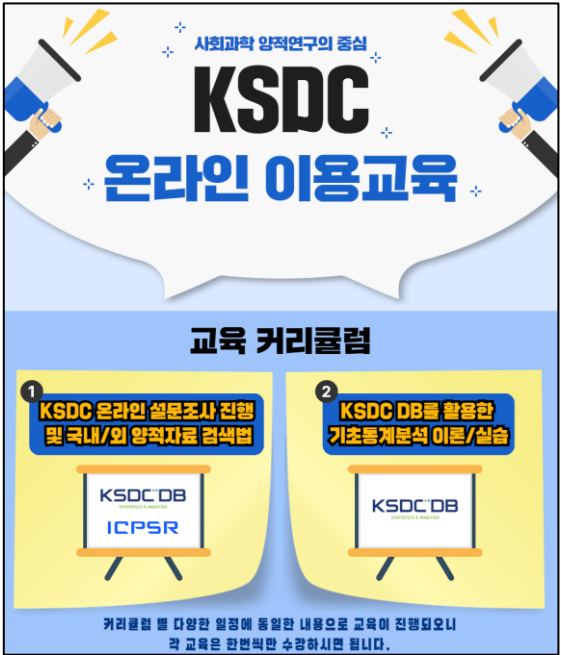 사회과학 양적연구의 중심
KSDC
온라인 이용교육
교육 커리큘럼
1
KSDC 온라인 설문조사 진행
및 국내/외 양적자료 검색법
KSDC DB
STATISTICS & ANALYSIS
ICPSR
2
KSDC DB를 활용한
기초통계분석 이론/실습
KSDC DB
STATISTICS & ANALYSIS
커리큘럼 별 다양한 일정에 동일한 내용으로 교육이 진행되오니
각 교육은 한번씩만 수강하시면 됩니다.